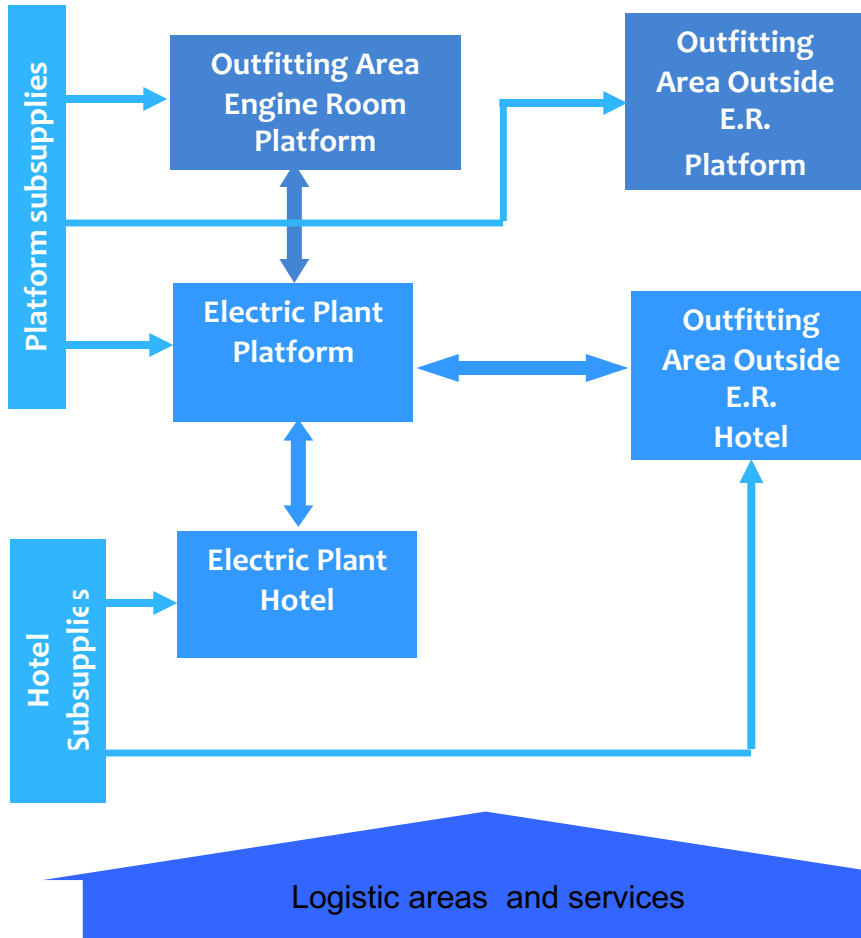 Platform subsupplies
Outfitting Area
Engine Room
Platform
Outfitting
Area Outside
E.R.
Platform
Electric Plant
Platform
Outfitting
Area Outside
E.R.
Hotel
Hotel
Subsupplies
Electric Plant
Hotel
Logistic areas and services